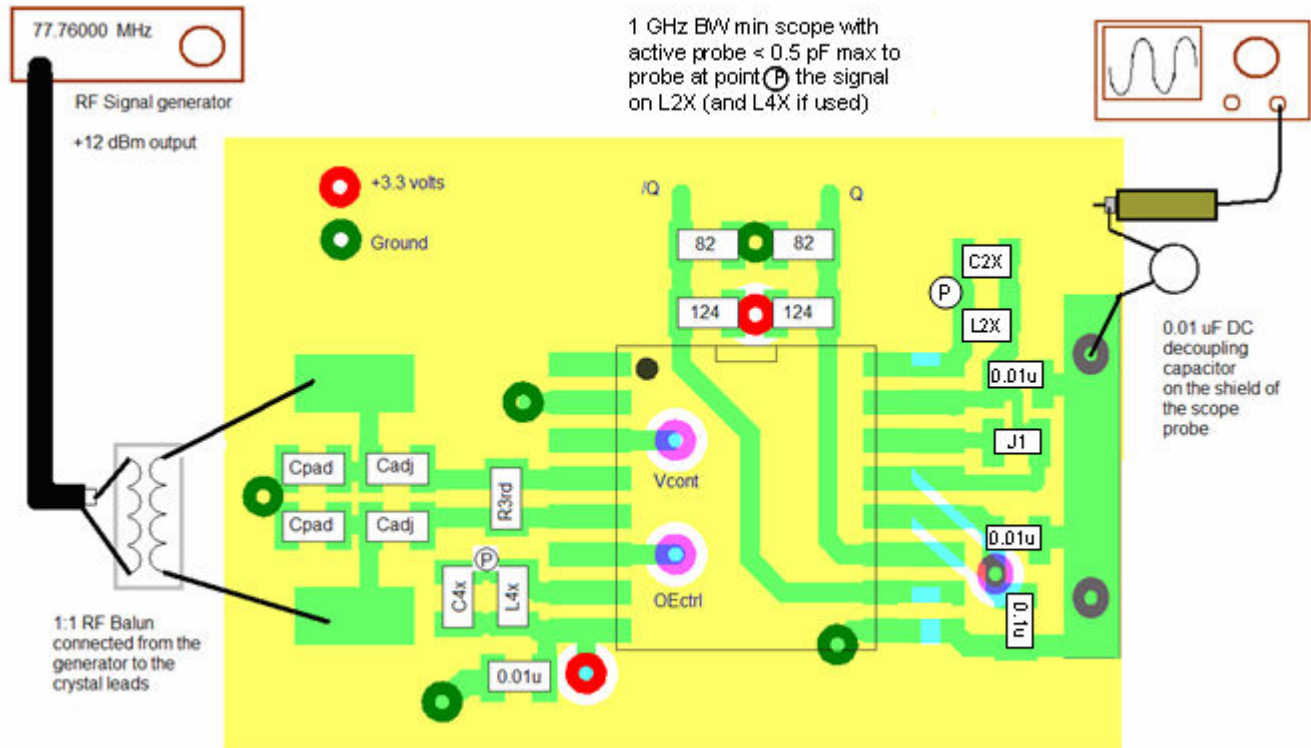 77.76000 MHz
RF Signal generator
+12 dBm output
1 GHz BW min scope with
active probe < 0.5 pF max to
probe at point P the signal
on L2X (and L4X if used)
+3.3 volts
Ground
/Q
Q
82
82
124
124
C2X
P
L2X
0.01u
J1
0.01u
0.1u
0.01 uF DC
decoupling
capacitor
on the shield of
the scope
probe
Cpad
Cadj
Cpad
Cadj
R3rd
Vcont
OEctrl
P
C4x
L4x
0.01u
1:1 RF Balun
connected from the
generator to the
crystal leads